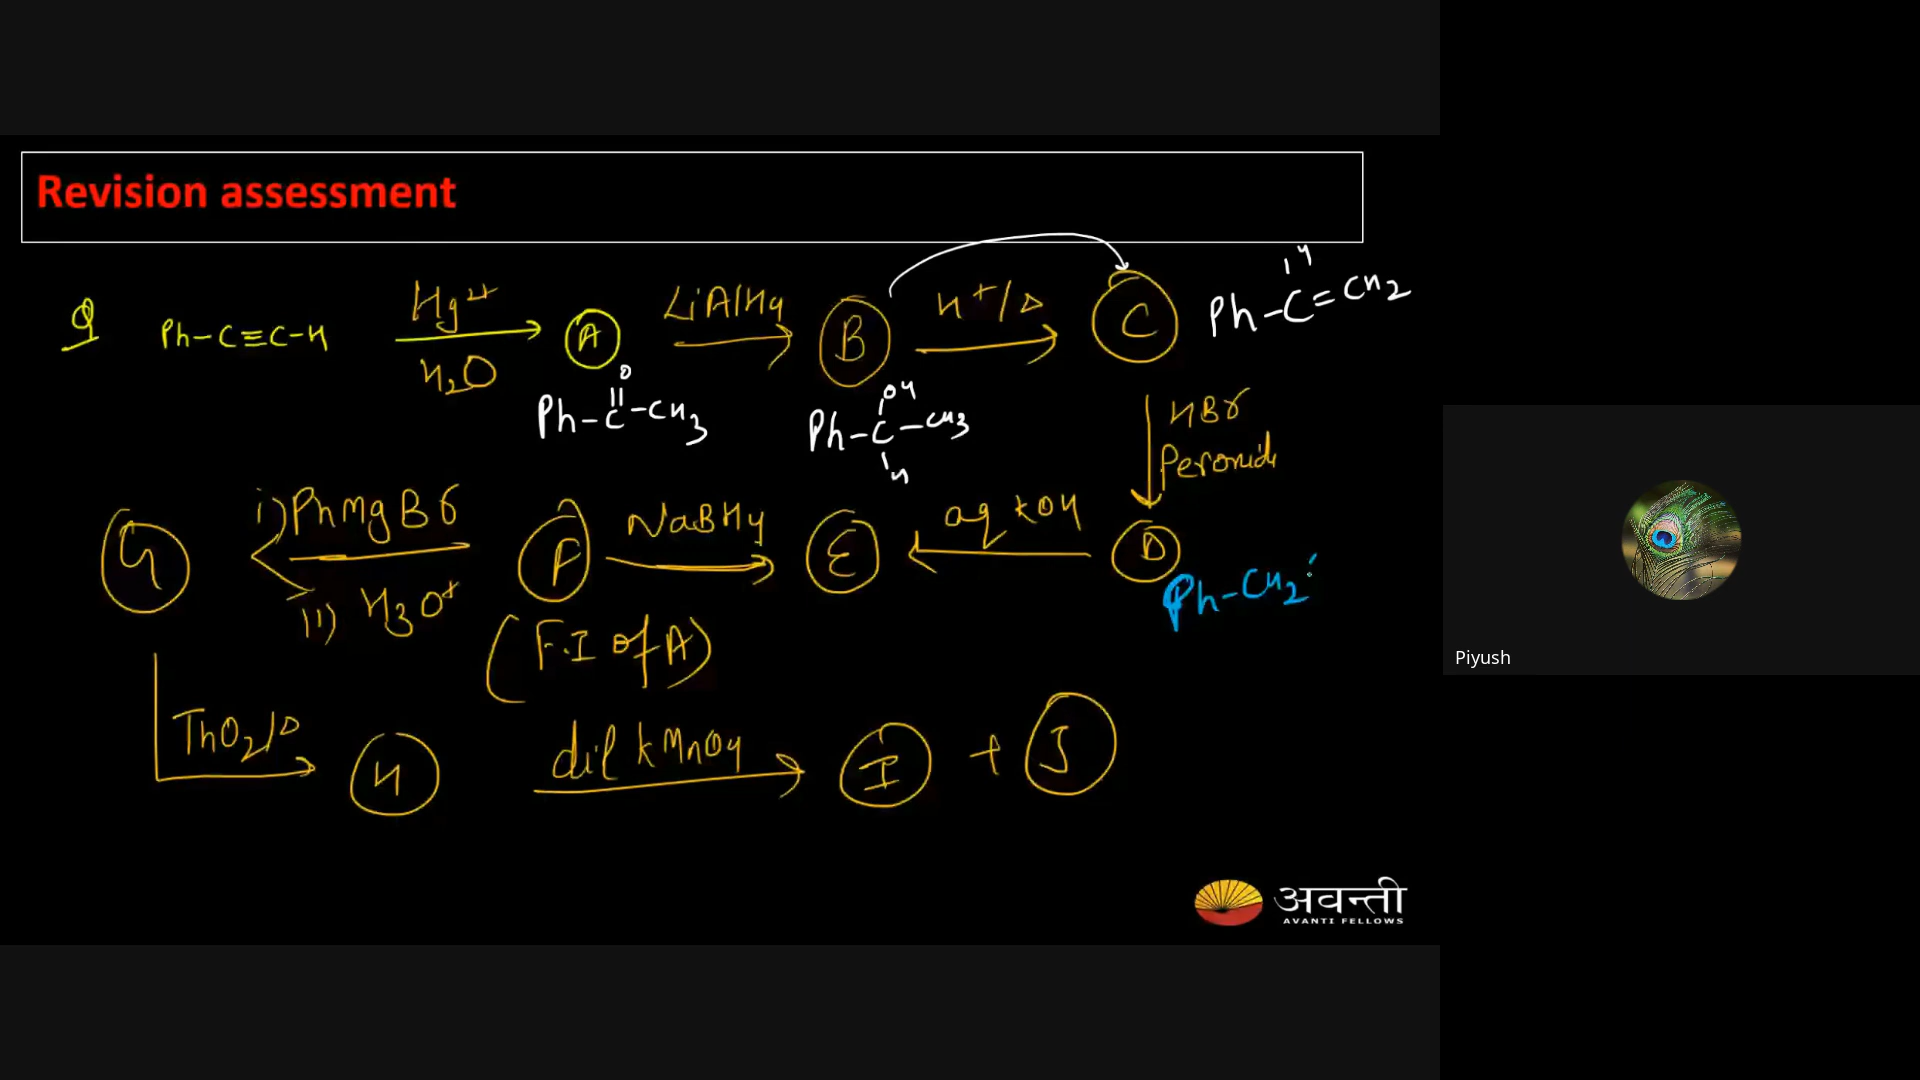 Revision assessment
Q Ph-C≡C-H Hg²⁺ H₂O A LiAlH₄ B H⁺/Δ C Ph-C=CH₂ H
Ph-C-CH₃ O
Ph-C-CH₃ OH H
HBr
Peroxide
G i) PhMgBr ii) H₃O⁺ F NaBH₄ E aq KOH D
Ph-CH₂
(F.I of A)
ThO₂/Δ H dil KMnO₄ I + J
अवन्ती
AVANTI FELLOWS
Piyush